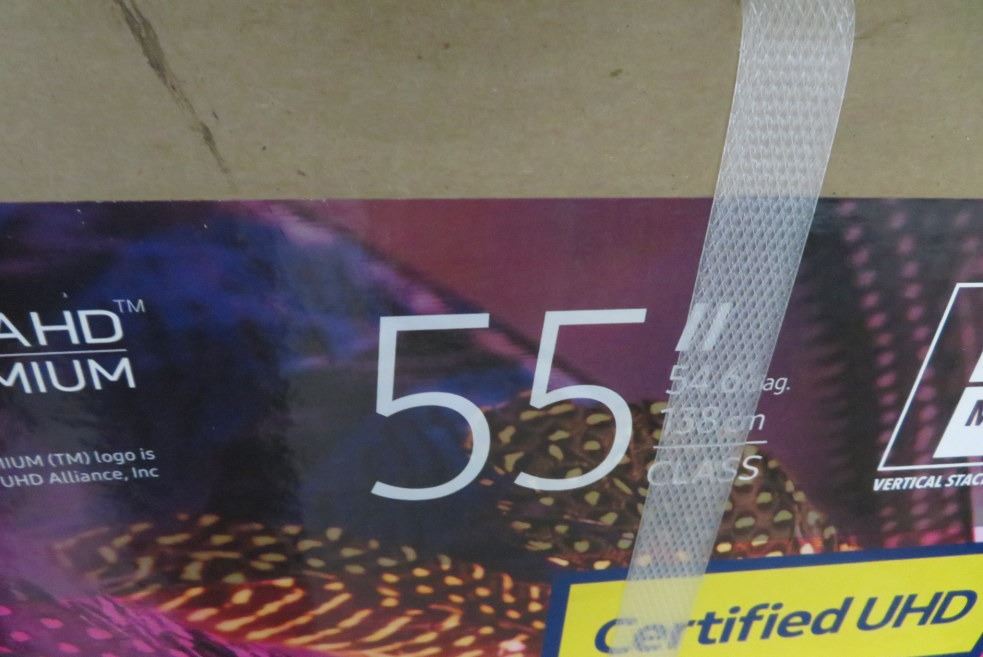 AHD™
MIUM
MIUM (TM) logo is
UHD Alliance, Inc
55"
54.6 ag.
138 cm
CLASS
M
VERTICAL STAC
Certified UHD